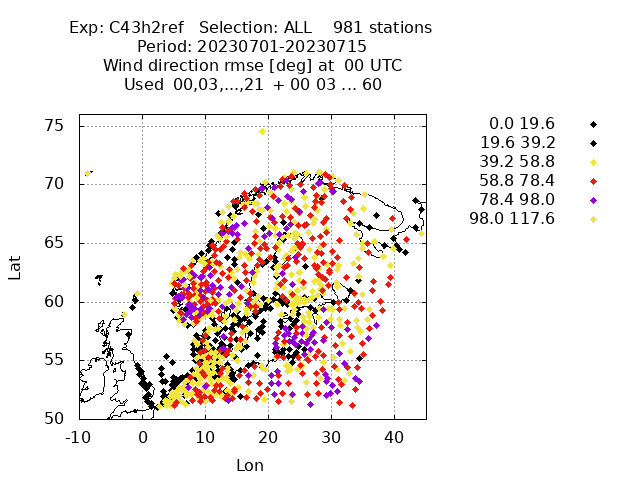 Exp: C43h2ref   Selection: ALL    981 stations
Period: 20230701-20230715
Wind direction rmse [deg] at  00 UTC
Used  00,03,...,21  + 00 03 ... 60
0.0 19.6
19.6 39.2
39.2 58.8
58.8 78.4
78.4 98.0
98.0 117.6
75
70
65
60
55
50
Lat
-10 0 10 20 30 40
Lon